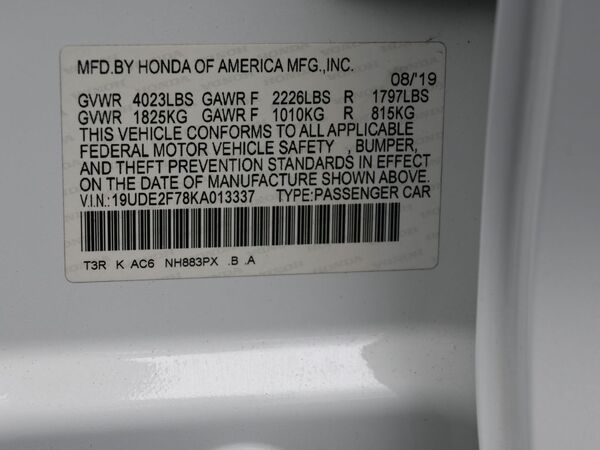 MFD.BY HONDA OF AMERICA MFG.,INC.
08/'19
GVWR 4023LBS GAWR F 2226LBS R 1797LBS
GVWR 1825KG GAWR F 1010KG R 815KG
THIS VEHICLE CONFORMS TO ALL APPLICABLE
FEDERAL MOTOR VEHICLE SAFETY , BUMPER,
AND THEFT PREVENTION STANDARDS IN EFFECT
ON THE DATE OF MANUFACTURE SHOWN ABOVE.
V.I.N.:19UDE2F78KA013337 TYPE:PASSENGER CAR
T3R K AC6 NH883PX .B .A